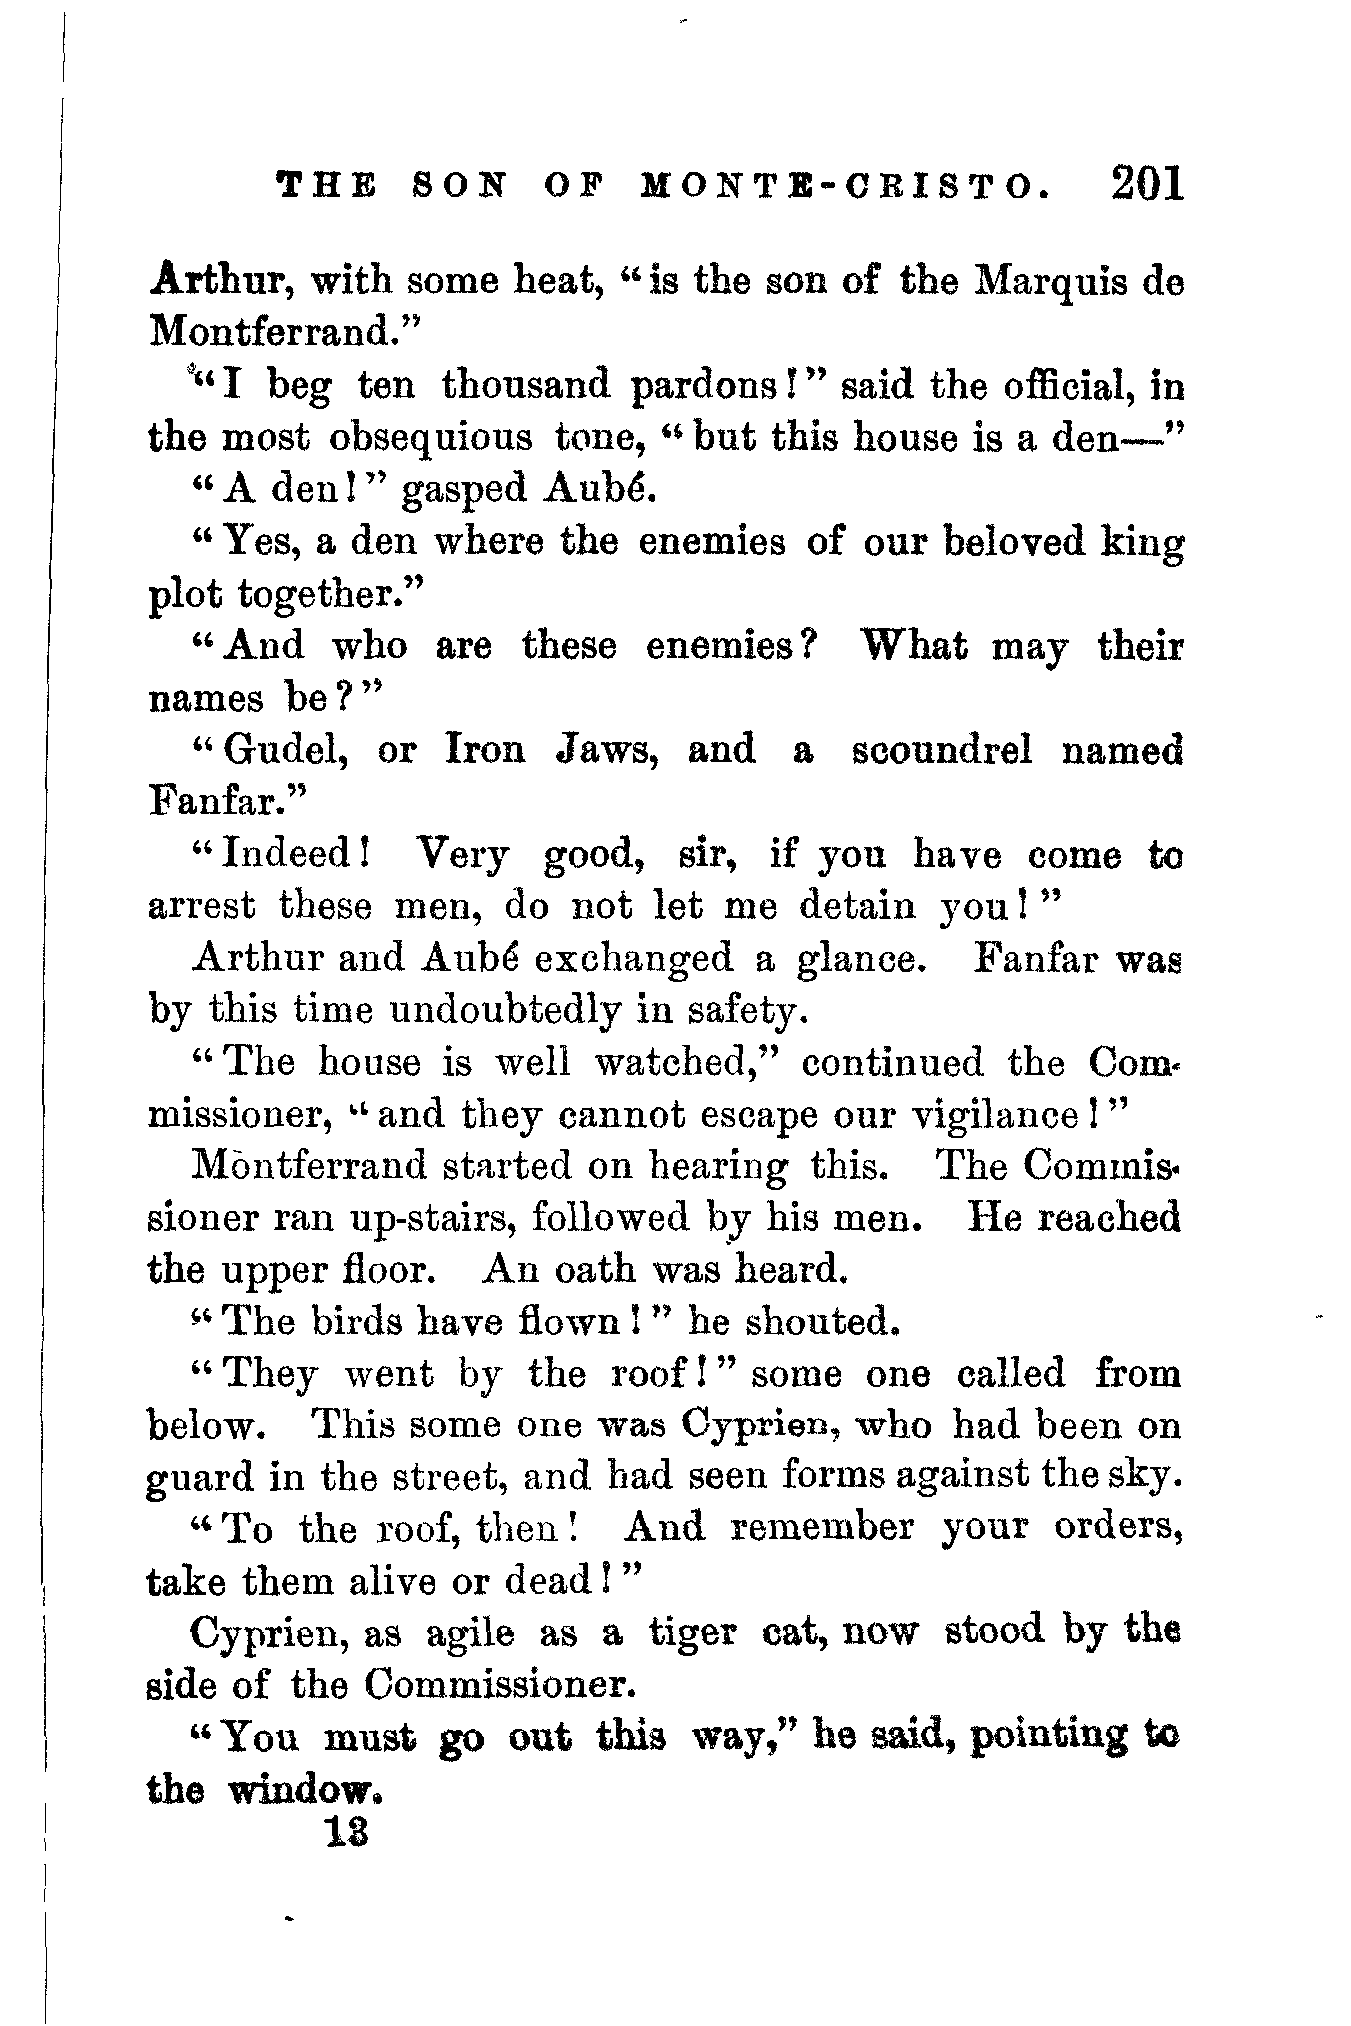 THE SON OF MONTE-CRISTO. 201
Arthur, with some heat, “is the son of the Marquis de
Montferrand.”
“I beg ten thousand pardons!” said the official, in
the most obsequious tone, “but this house is a den—”
“A den!” gasped Aubé.
“Yes, a den where the enemies of our beloved king
plot together.”
“And who are these enemies? What may their
names be?”
“Gudel, or Iron Jaws, and a scoundrel named
Fanfar.”
“Indeed! Very good, sir, if you have come to
arrest these men, do not let me detain you!”
Arthur and Aubé exchanged a glance. Fanfar was
by this time undoubtedly in safety.
“The house is well watched,” continued the Com-
missioner, “and they cannot escape our vigilance!”
Montferrand started on hearing this. The Commis-
sioner ran up-stairs, followed by his men. He reached
the upper floor. An oath was heard.
“The birds have flown!” he shouted.
“They went by the roof!” some one called from
below. This some one was Cyprien, who had been on
guard in the street, and had seen forms against the sky.
“To the roof, then! And remember your orders,
take them alive or dead!”
Cyprien, as agile as a tiger cat, now stood by the
side of the Commissioner.
“You must go out this way,” he said, pointing to
the window.
13